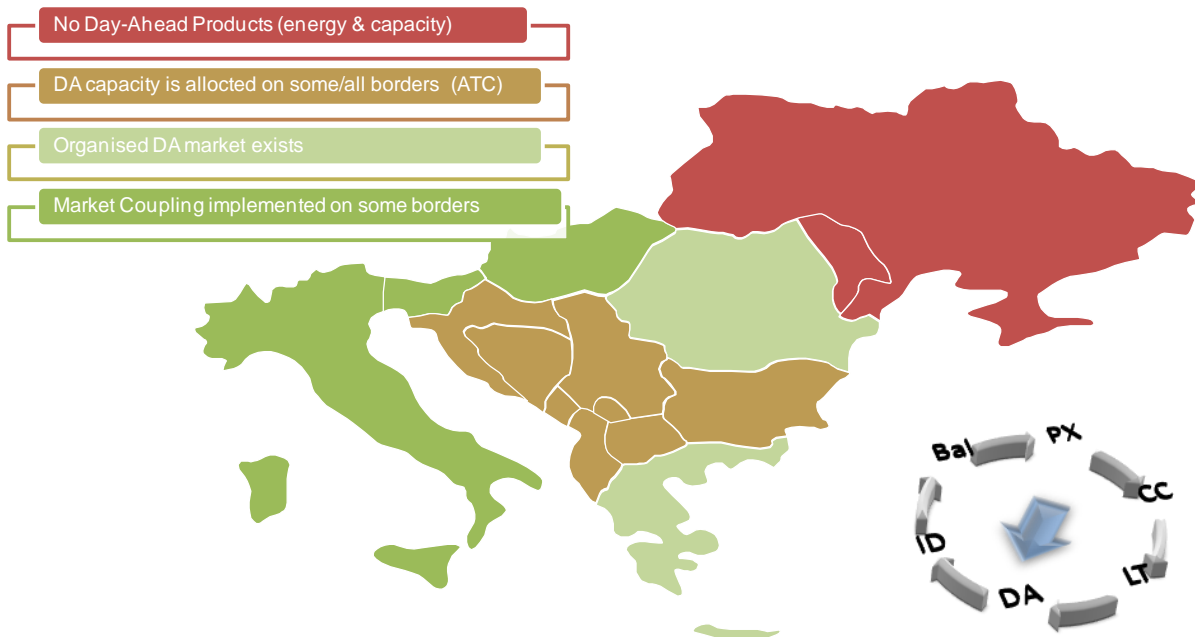 No Day-Ahead Products (energy & capacity)
DA capacity is allocted on some/all borders (ATC)
Organised DA market exists
Market Coupling implemented on some borders
Bal
PX
CC
ID
LT
DA